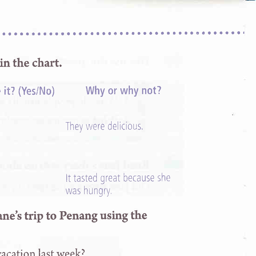 in the chart.
it? (Yes/No) Why or why not?
They were delicious.
It tasted great because she
was hungry.
ane's trip to Penang using the
vacation last week?